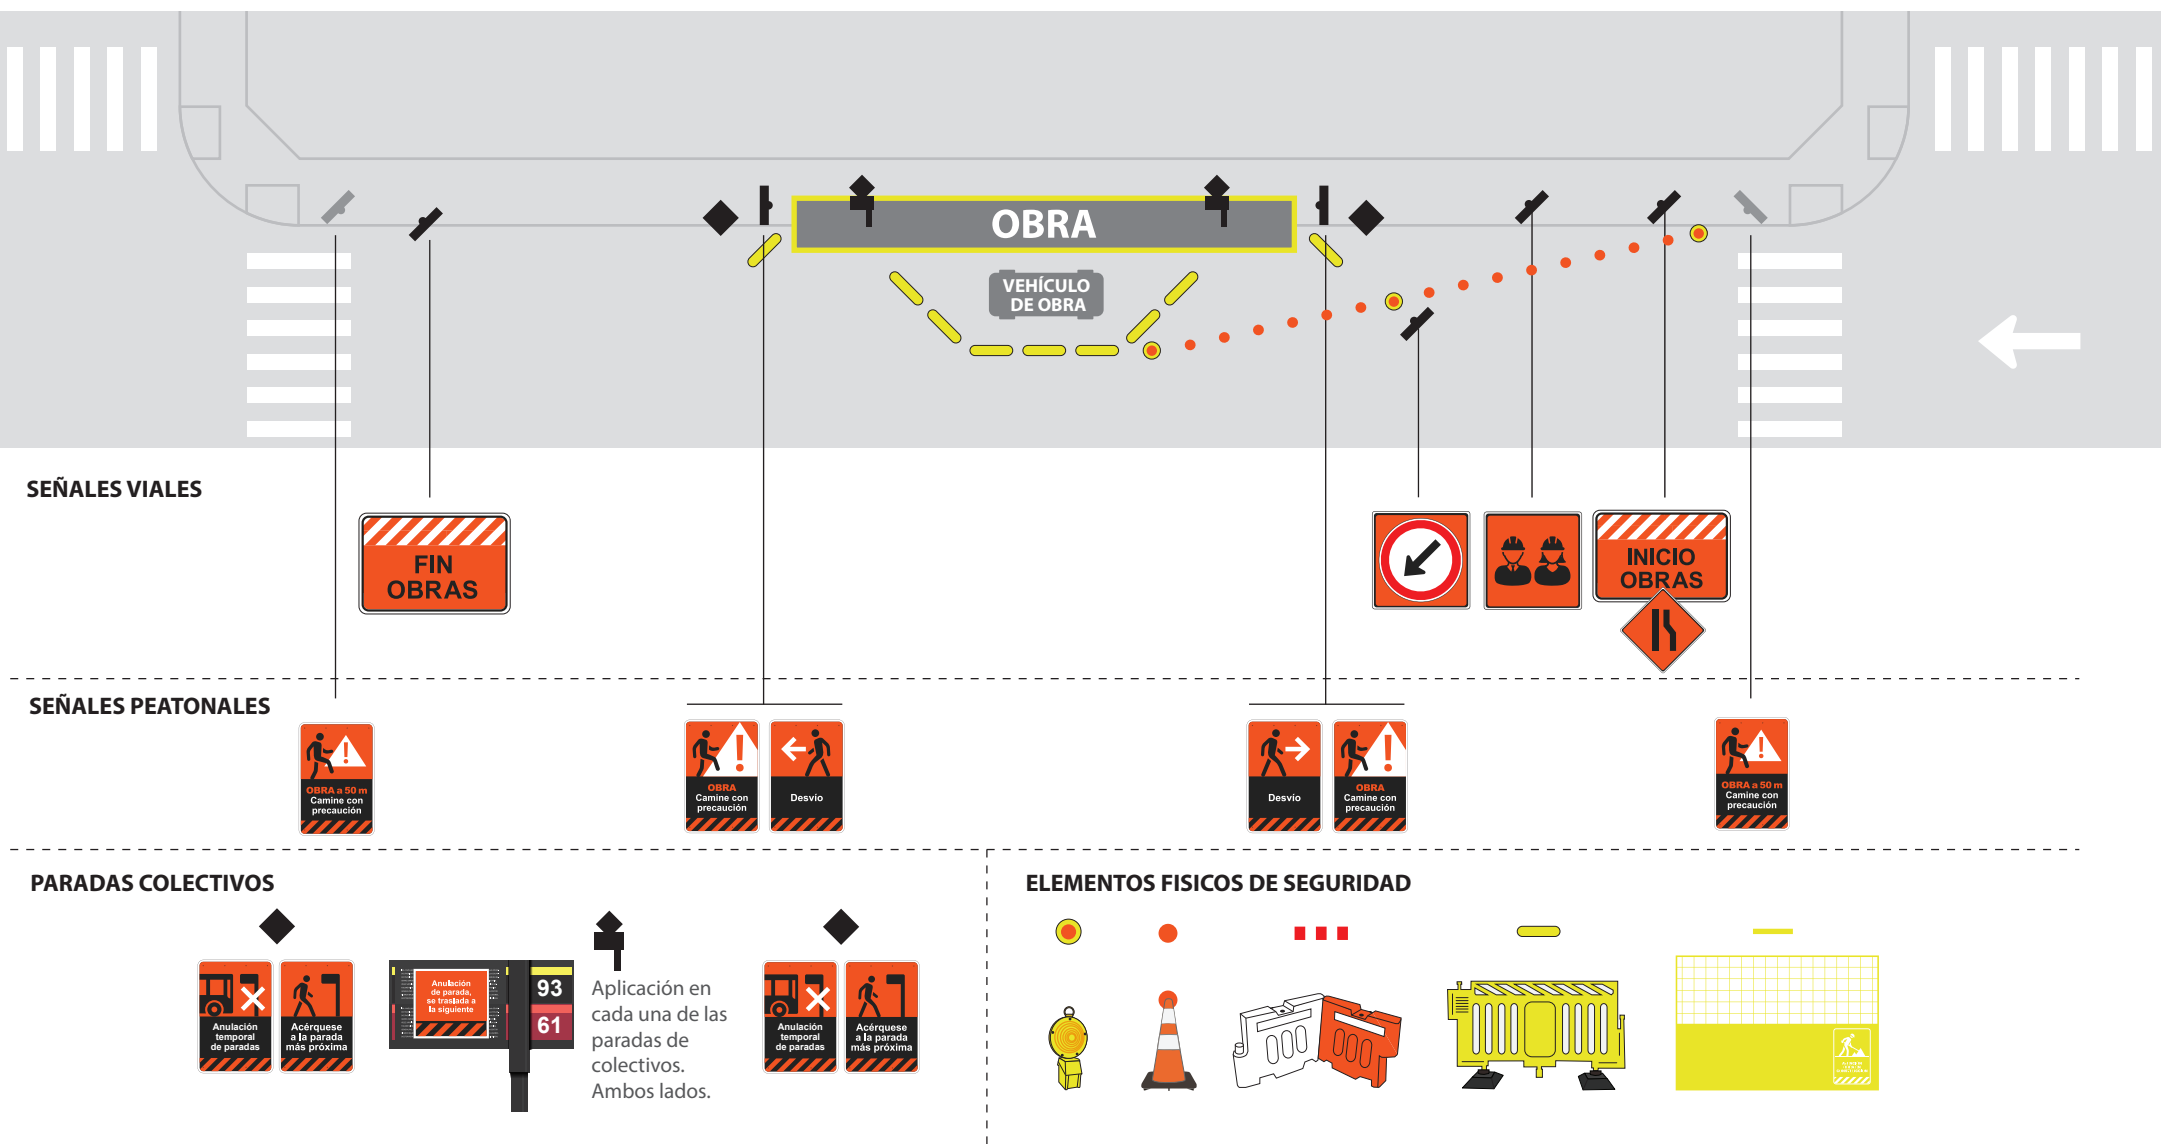 OBRA
VEHÍCULO
DE OBRA
SEÑALES VIALES
FIN
OBRAS
INICIO
OBRAS
SEÑALES PEATONALES
OBRA a 50 m
Camine con
precaución
OBRA
Camine con
precaución
Desvío
Desvío
OBRA
Camine con
precaución
OBRA a 50 m
Camine con
precaución
PARADAS COLECTIVOS
Anulación
temporal
de paradas
Acérquese
a la parada
más próxima
Anulación
de parada,
se traslada a
la siguiente
93
61
Aplicación en
cada una de las
paradas de
colectivos.
Ambos lados.
Anulación
temporal
de paradas
Acérquese
a la parada
más próxima
ELEMENTOS FISICOS DE SEGURIDAD